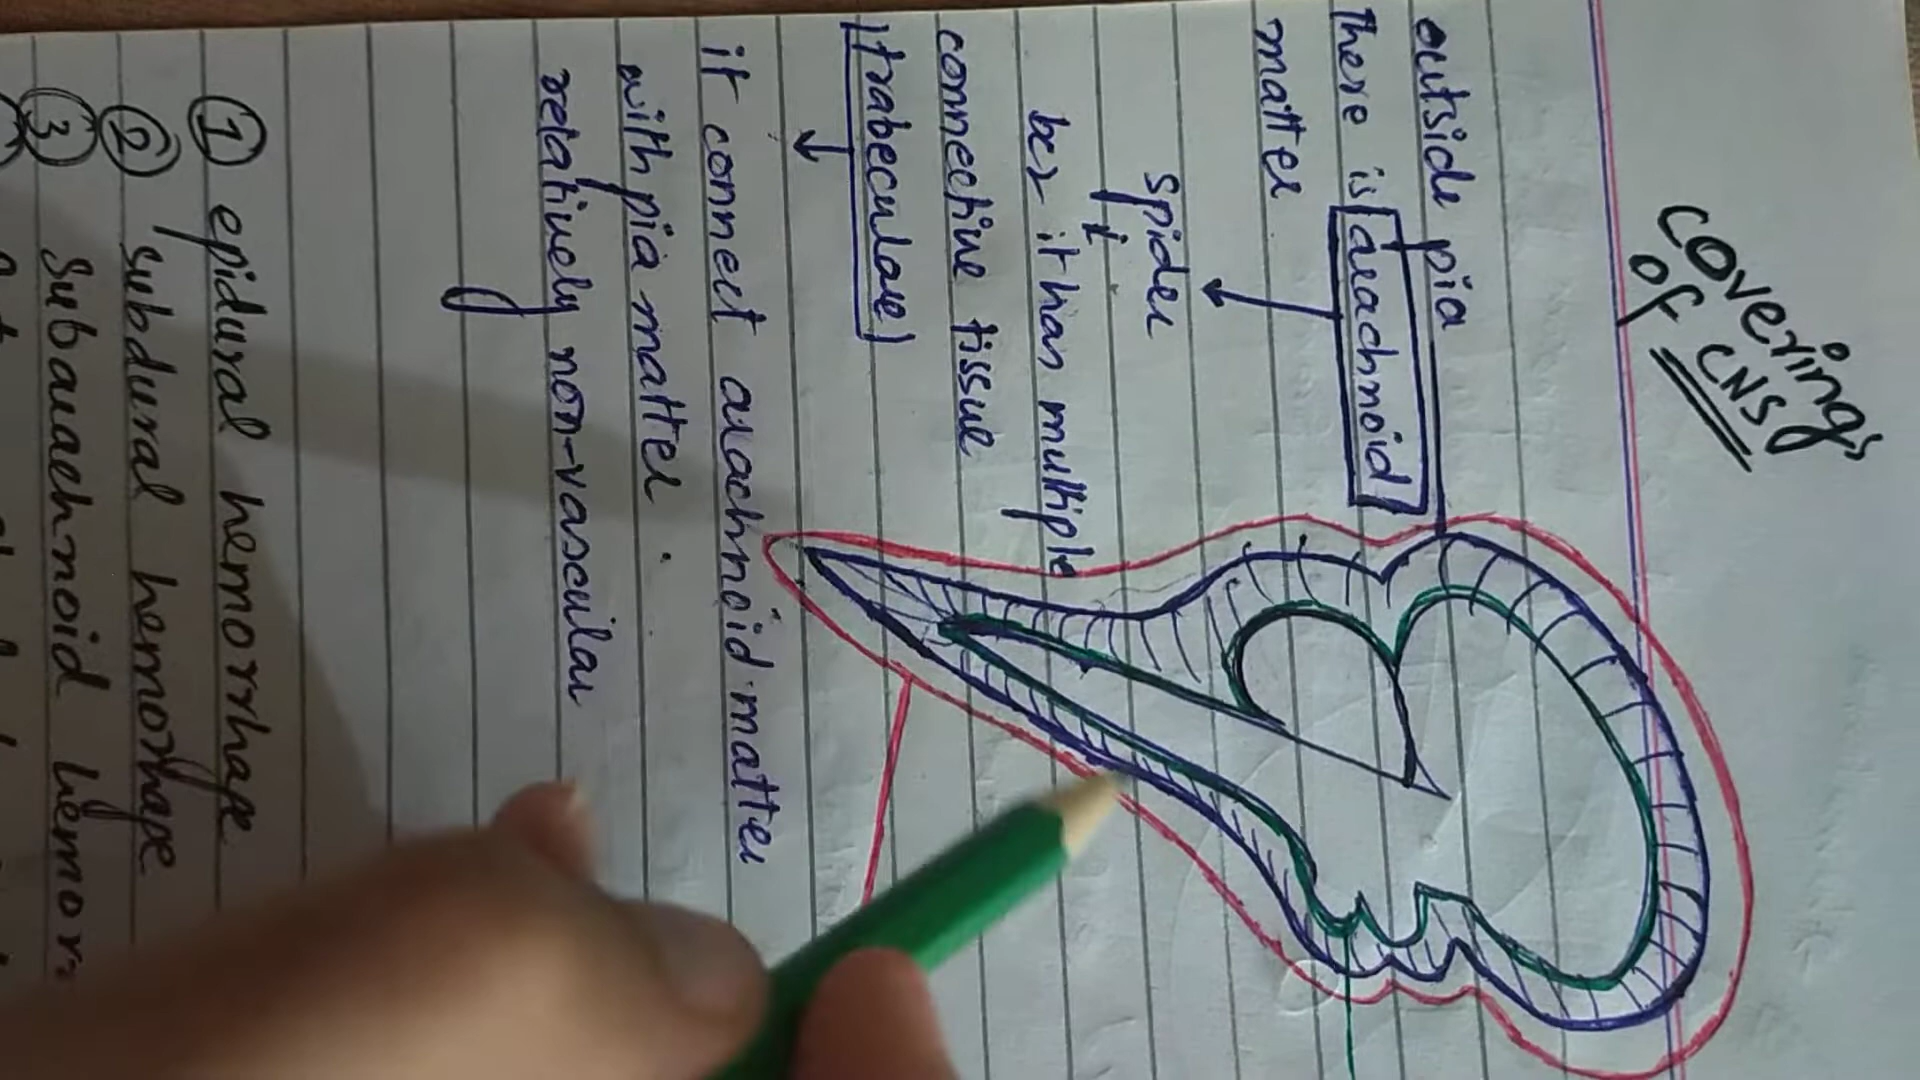 coverings
of CNS
outside pia
there is arachnoid
matter
spider
bcz it has multiple
connective tissue
trabeculae
it connect arachnoid matter
with pia matter.
relatively non-vascular
① epidural hemorrhage
② subdural hemorrhage
③ Subarachnoid hemor